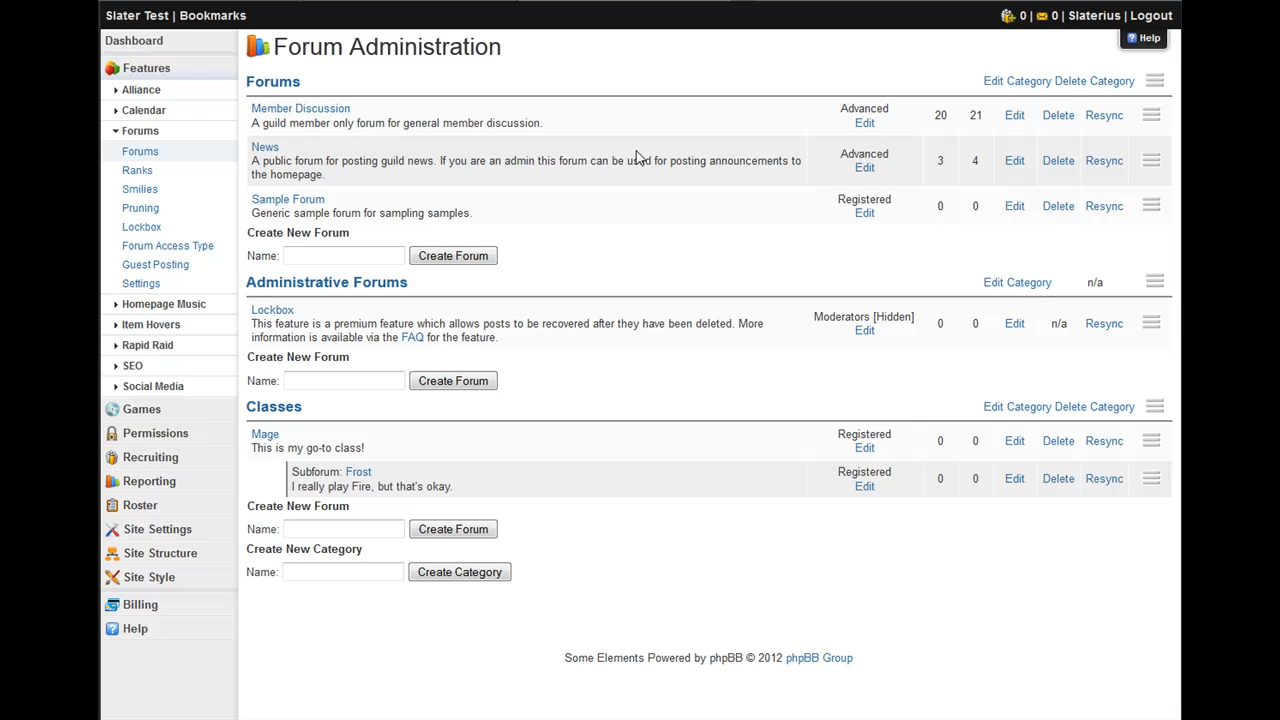 Slater Test | Bookmarks
0 | 0 | Slaterius | Logout
Help
Dashboard
Features
Alliance
Calendar
Forums
Forums
Ranks
Smilies
Pruning
Lockbox
Forum Access Type
Guest Posting
Settings
Homepage Music
Item Hovers
Rapid Raid
SEO
Social Media
Games
Permissions
Recruiting
Reporting
Roster
Site Settings
Site Structure
Site Style
Billing
Help
Forum Administration
Forums Edit Category Delete Category
Member Discussion
A guild member only forum for general member discussion.
Advanced
Edit
20 21 Edit Delete Resync
News
A public forum for posting guild news. If you are an admin this forum can be used for posting announcements to
the homepage.
Advanced
Edit
3 4 Edit Delete Resync
Sample Forum
Generic sample forum for sampling samples.
Registered
Edit
0 0 Edit Delete Resync
Create New Forum
Name: Create Forum
Administrative Forums Edit Category n/a
Lockbox
This feature is a premium feature which allows posts to be recovered after they have been deleted. More
information is available via the FAQ for the feature.
Moderators [Hidden]
Edit
0 0 Edit n/a Resync
Create New Forum
Name: Create Forum
Classes Edit Category Delete Category
Mage
This is my go-to class!
Registered
Edit
0 0 Edit Delete Resync
Subforum: Frost
I really play Fire, but that's okay.
Registered
Edit
0 0 Edit Delete Resync
Create New Forum
Name: Create Forum
Create New Category
Name: Create Category
Some Elements Powered by phpBB © 2012 phpBB Group